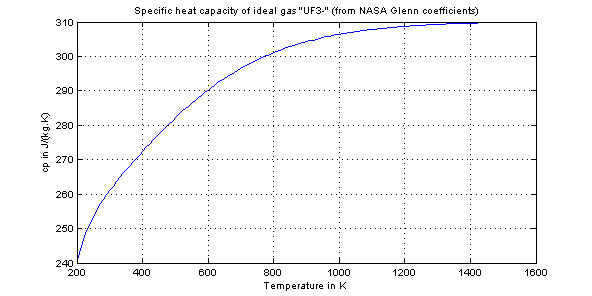 Specific heat capacity of ideal gas "UF3-" (from NASA Glenn coefficients)
310
300
290
280
270
260
250
240
cp in J/(kg.K)
200 400 600 800 1000 1200 1400 1600
Temperature in K